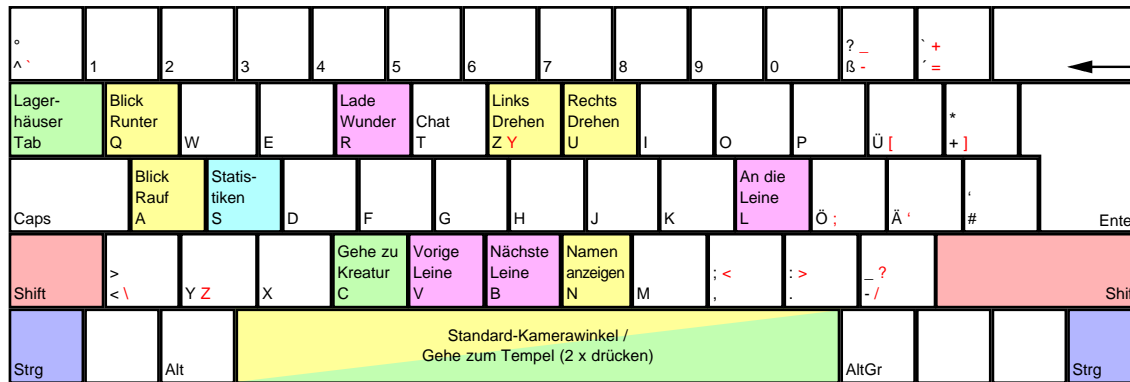 °
^ `
1
2
3
4
5
6
7
8
9
0
? _
ß -
` +
´ =
Lager-
häuser
Tab
Blick
Runter
Q
W
E
Lade
Wunder
R
Chat
T
Links
Drehen
Z Y
Rechts
Drehen
U
I
O
P
Ü [
*
+ ]
Caps
Blick
Rauf
A
Statis-
tiken
S
D
F
G
H
J
K
An die
Leine
L
Ö ;
Ä '
'
#
Ente
Shift
>
< \
Y Z
X
Gehe zu
Kreatur
C
Vorige
Leine
V
Nächste
Leine
B
Namen
anzeigen
N
M
; <
,
: >
.
_ ?
- /
Shif
Strg
Alt
Standard-Kamerawinkel /
Gehe zum Tempel (2 x drücken)
AltGr
Strg